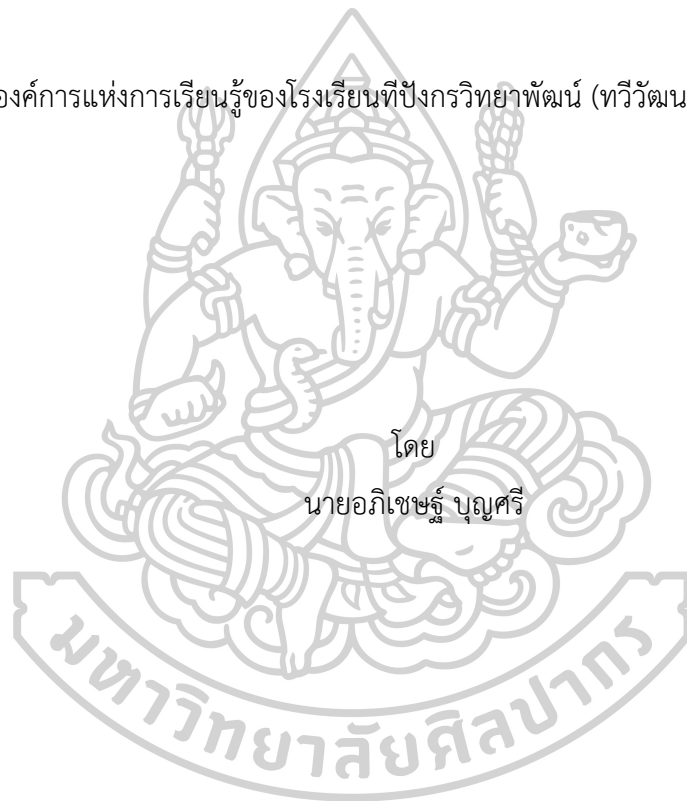 องค์การแห่งการเรียนรู้ของโรงเรียนทีปังกรวิทยาพัฒน์ (ทวีวัฒน
โดย
นายอภิเชษฐ์ บุญศรี
มหาวิทยาลัยศิลปากร